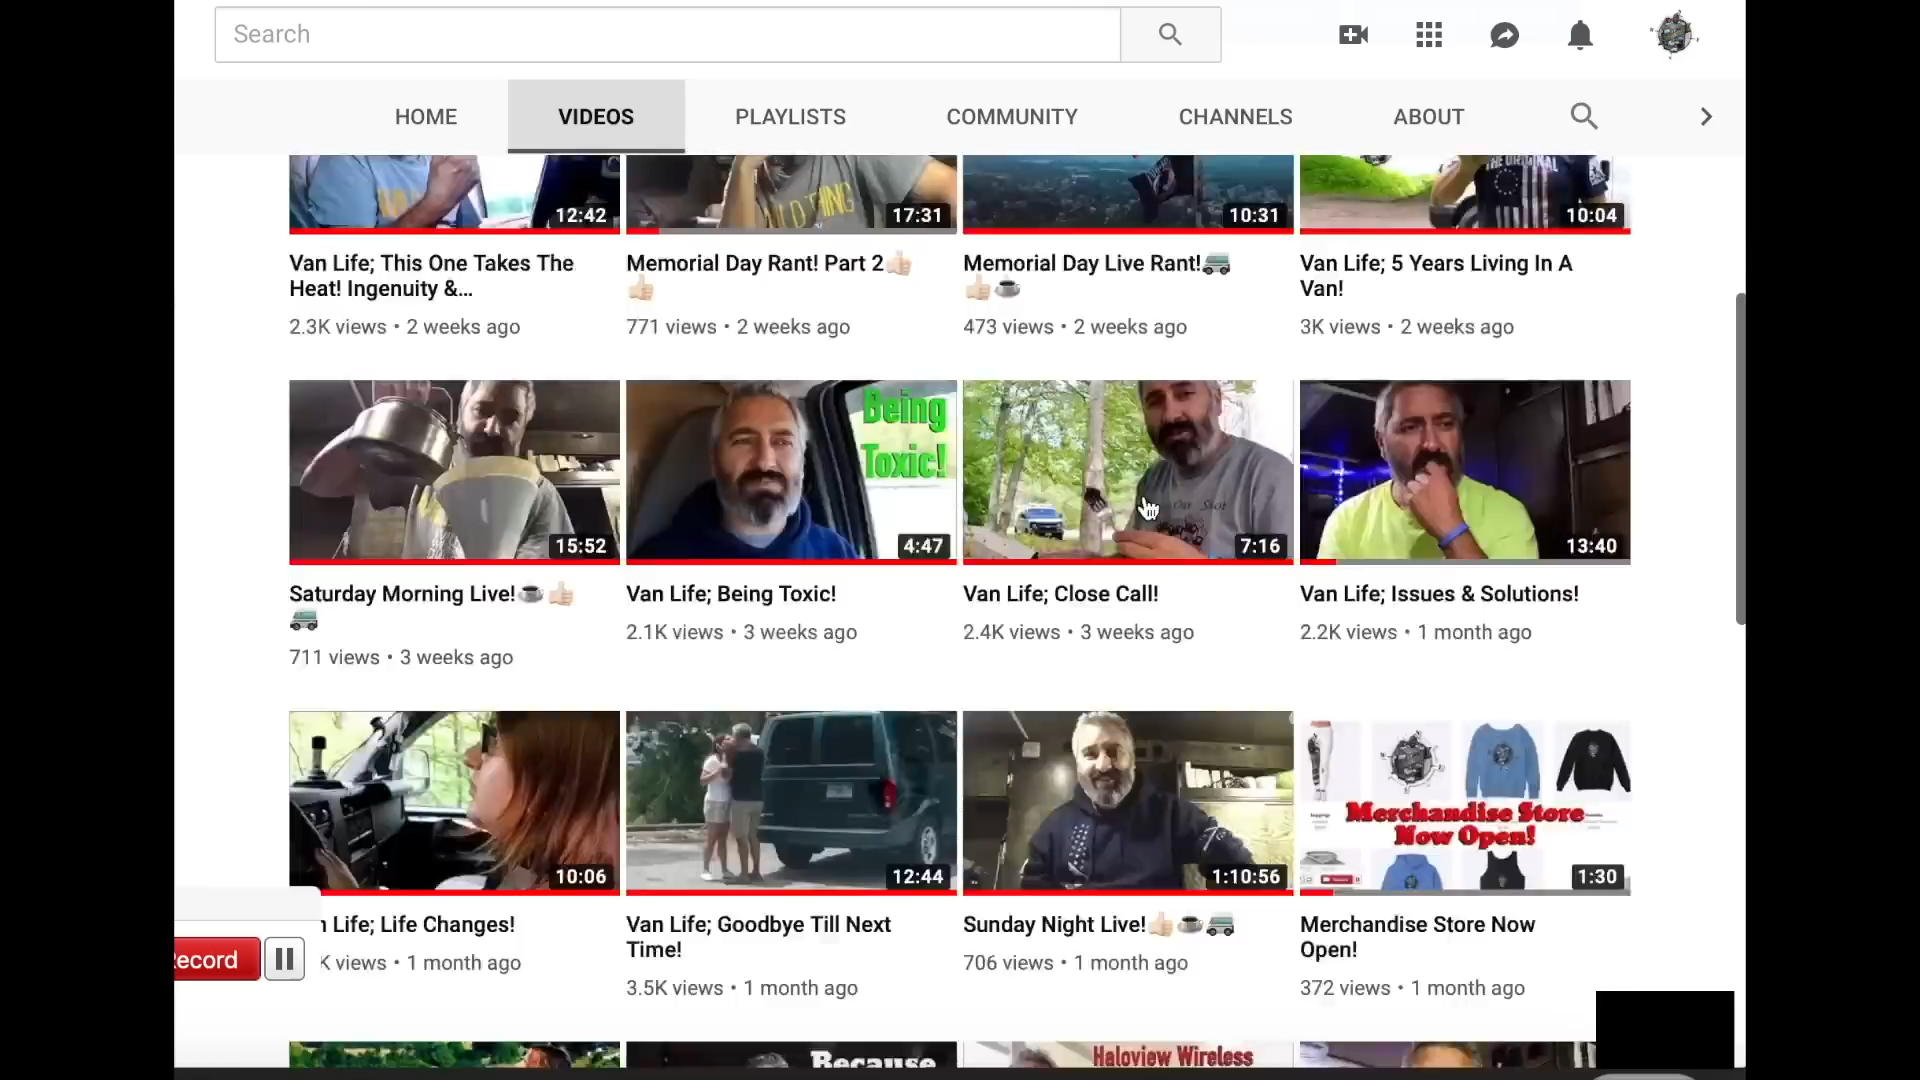 Search
HOME
VIDEOS
PLAYLISTS
COMMUNITY
CHANNELS
ABOUT
THE ORIGINAL
12:42
17:31
10:31
10:04
Van Life; This One Takes The
Heat! Ingenuity &...
2.3K views • 2 weeks ago
Memorial Day Rant! Part 2👍🏻
👍🏻
771 views • 2 weeks ago
Memorial Day Live Rant!🚐
👍🏻☕
473 views • 2 weeks ago
Van Life; 5 Years Living In A
Van!
3K views • 2 weeks ago
Being
Toxic!
15:52
4:47
7:16
13:40
Saturday Morning Live!☕👍🏻
🚐
711 views • 3 weeks ago
Van Life; Being Toxic!
2.1K views • 3 weeks ago
Van Life; Close Call!
2.4K views • 3 weeks ago
Van Life; Issues & Solutions!
2.2K views • 1 month ago
Merchandise Store
Now Open!
10:06
12:44
1:10:56
1:30
Life; Life Changes!
K views • 1 month ago
Van Life; Goodbye Till Next
Time!
3.5K views • 1 month ago
Sunday Night Live!👍🏻☕🚐
706 views • 1 month ago
Merchandise Store Now
Open!
372 views • 1 month ago
ecord
Because
Haloview Wireless